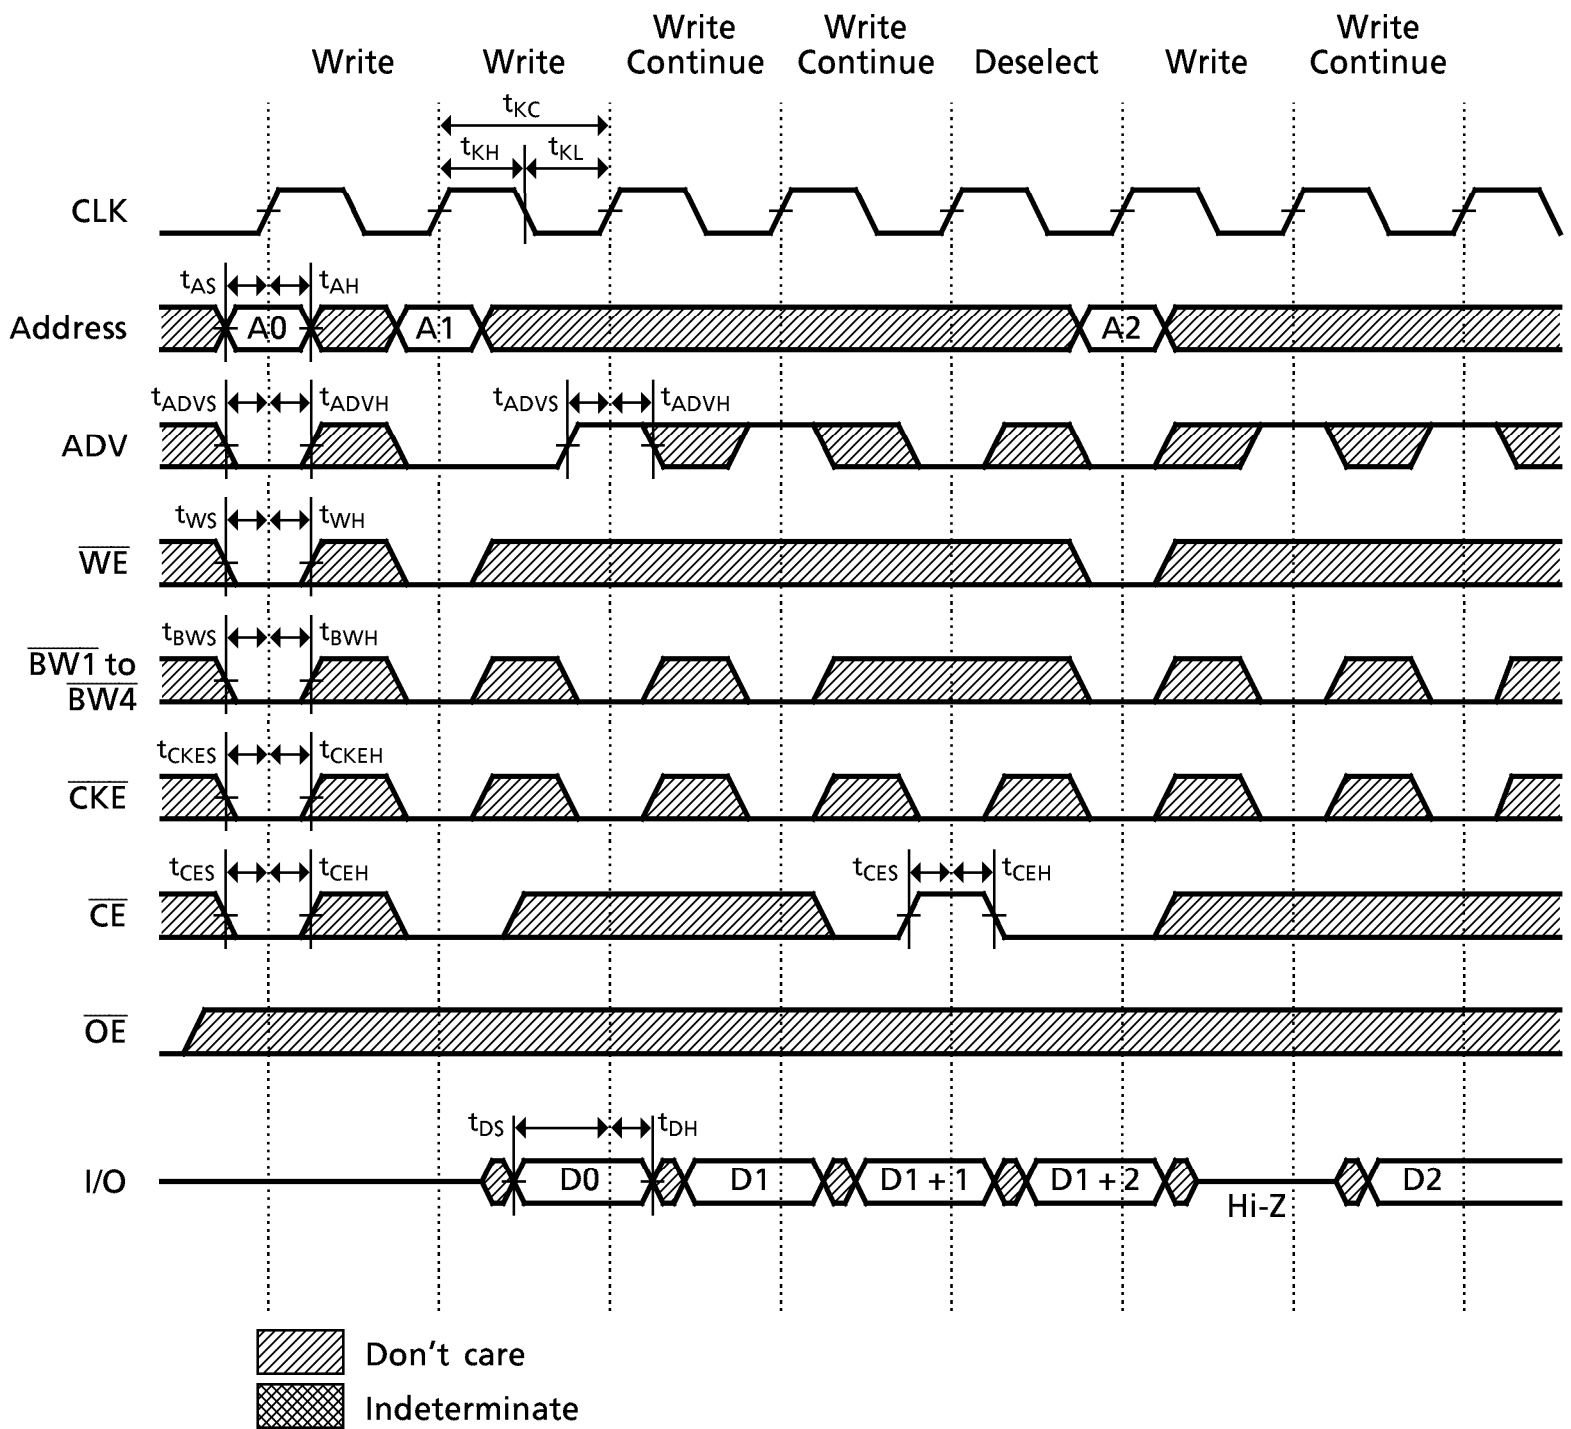 Write Write Write Continue Write Continue Deselect Write Write Continue
tKC
tKH tKL
CLK
tAS tAH
Address A0 A1 A2
tADVS tADVH tADVS tADVH
ADV
tWS tWH
WE
tBWS tBWH
BW1 to
BW4
tCKES tCKEH
CKE
tCES tCEH tCES tCEH
CE
OE
tDS tDH
I/O D0 D1 D1 + 1 D1 + 2 Hi-Z D2
Don't care
Indeterminate